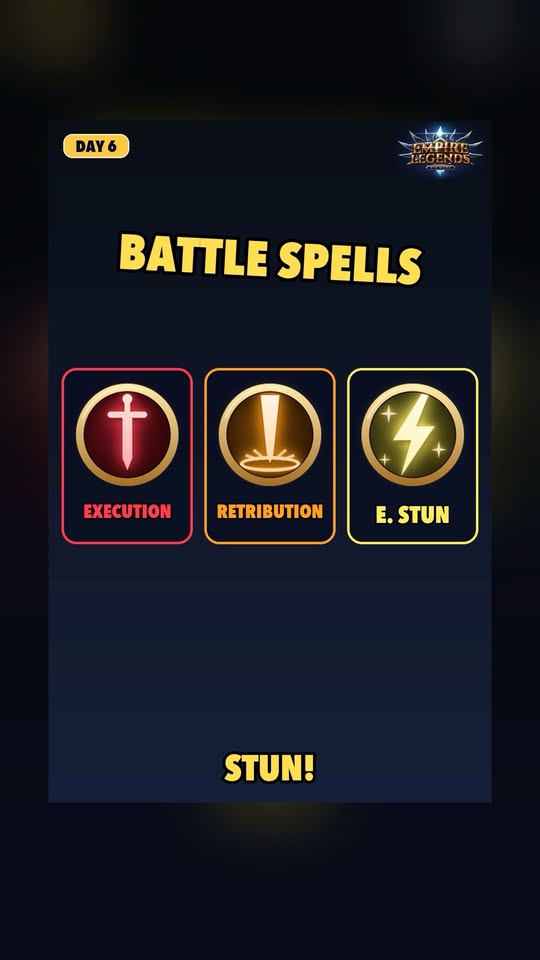 DAY 6
EMPIRE
LEGENDS
BATTLE SPELLS
EXECUTION
RETRIBUTION
E. STUN
STUN!